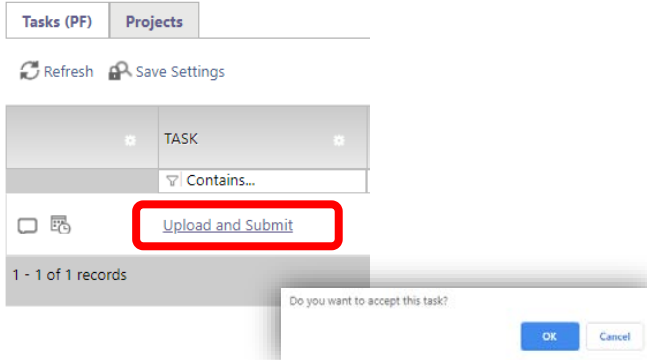 Tasks (PF) Projects
Refresh Save Settings
TASK
Contains...
Upload and Submit
1 - 1 of 1 records
Do you want to accept this task?
OK Cancel